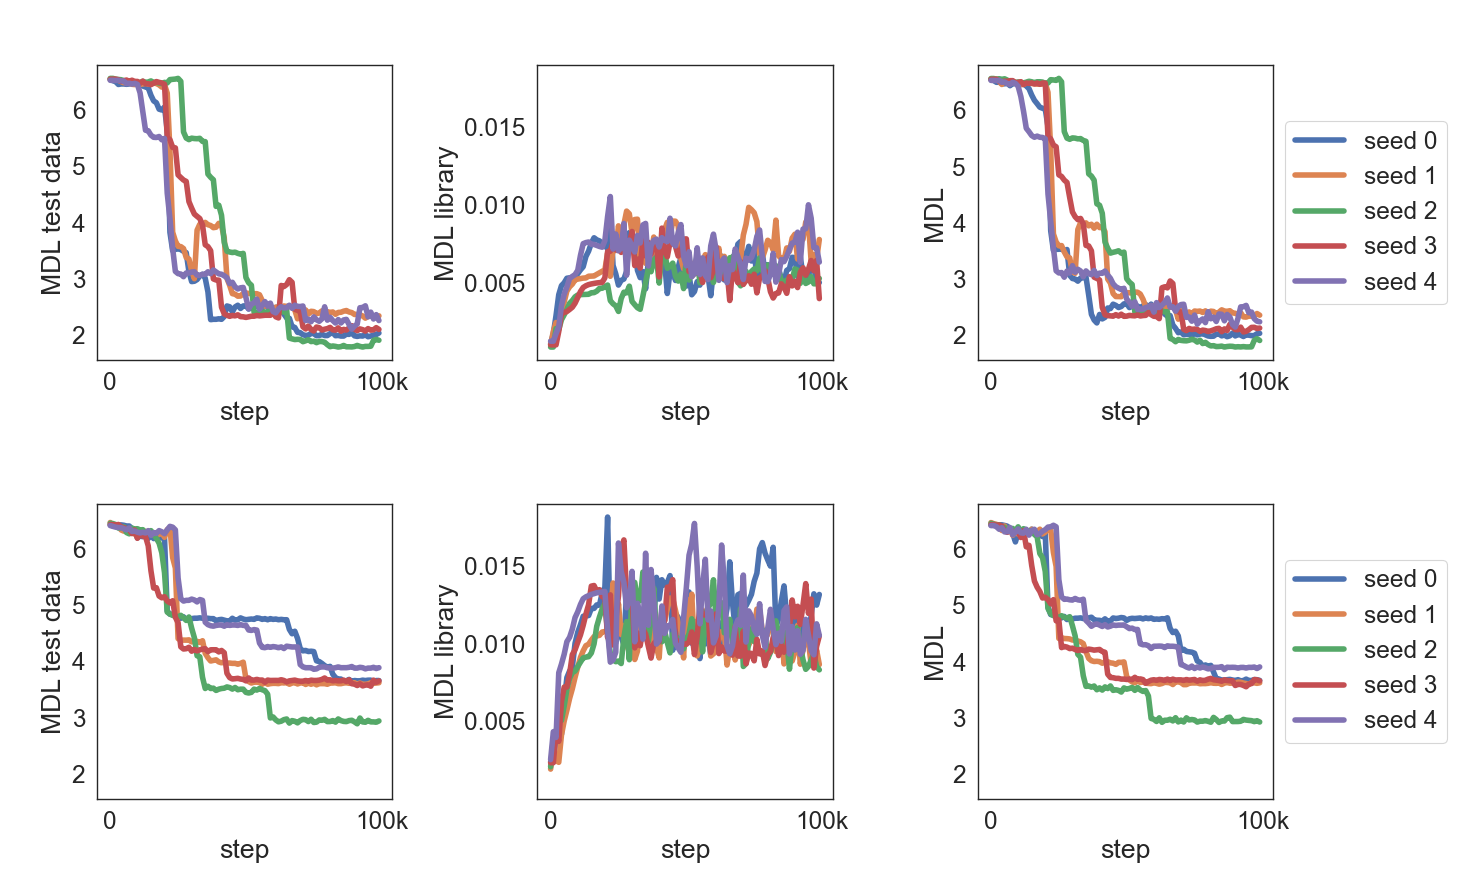 MDL test data
6
5
4
3
2
0 100k
step
MDL library
0.015
0.010
0.005
0 100k
step
MDL
6
5
4
3
2
0 100k
step
seed 0
seed 1
seed 2
seed 3
seed 4
MDL test data
6
5
4
3
2
0 100k
step
MDL library
0.015
0.010
0.005
0 100k
step
MDL
6
5
4
3
2
0 100k
step
seed 0
seed 1
seed 2
seed 3
seed 4